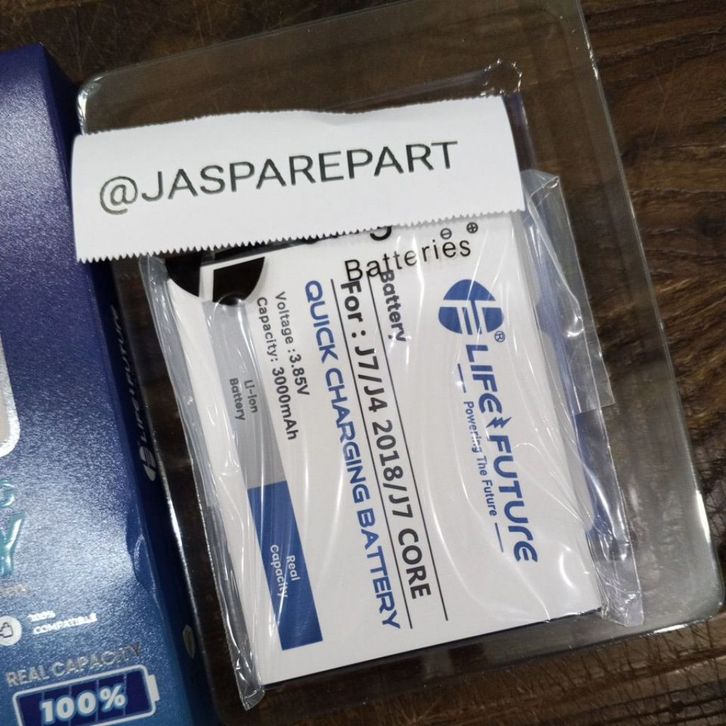 @JASPAREPART
Batteries
LIFE FUTURE
®
Powering The Future
Battery
For : J7/J4 2018/J7 CORE
QUICK CHARGING BATTERY
Voltage :3.85V
Capacity: 3000mAh
Li-Ion
Battery
Real
Capacity
100%
COMPATIBLE
REAL CAPACITY
100%